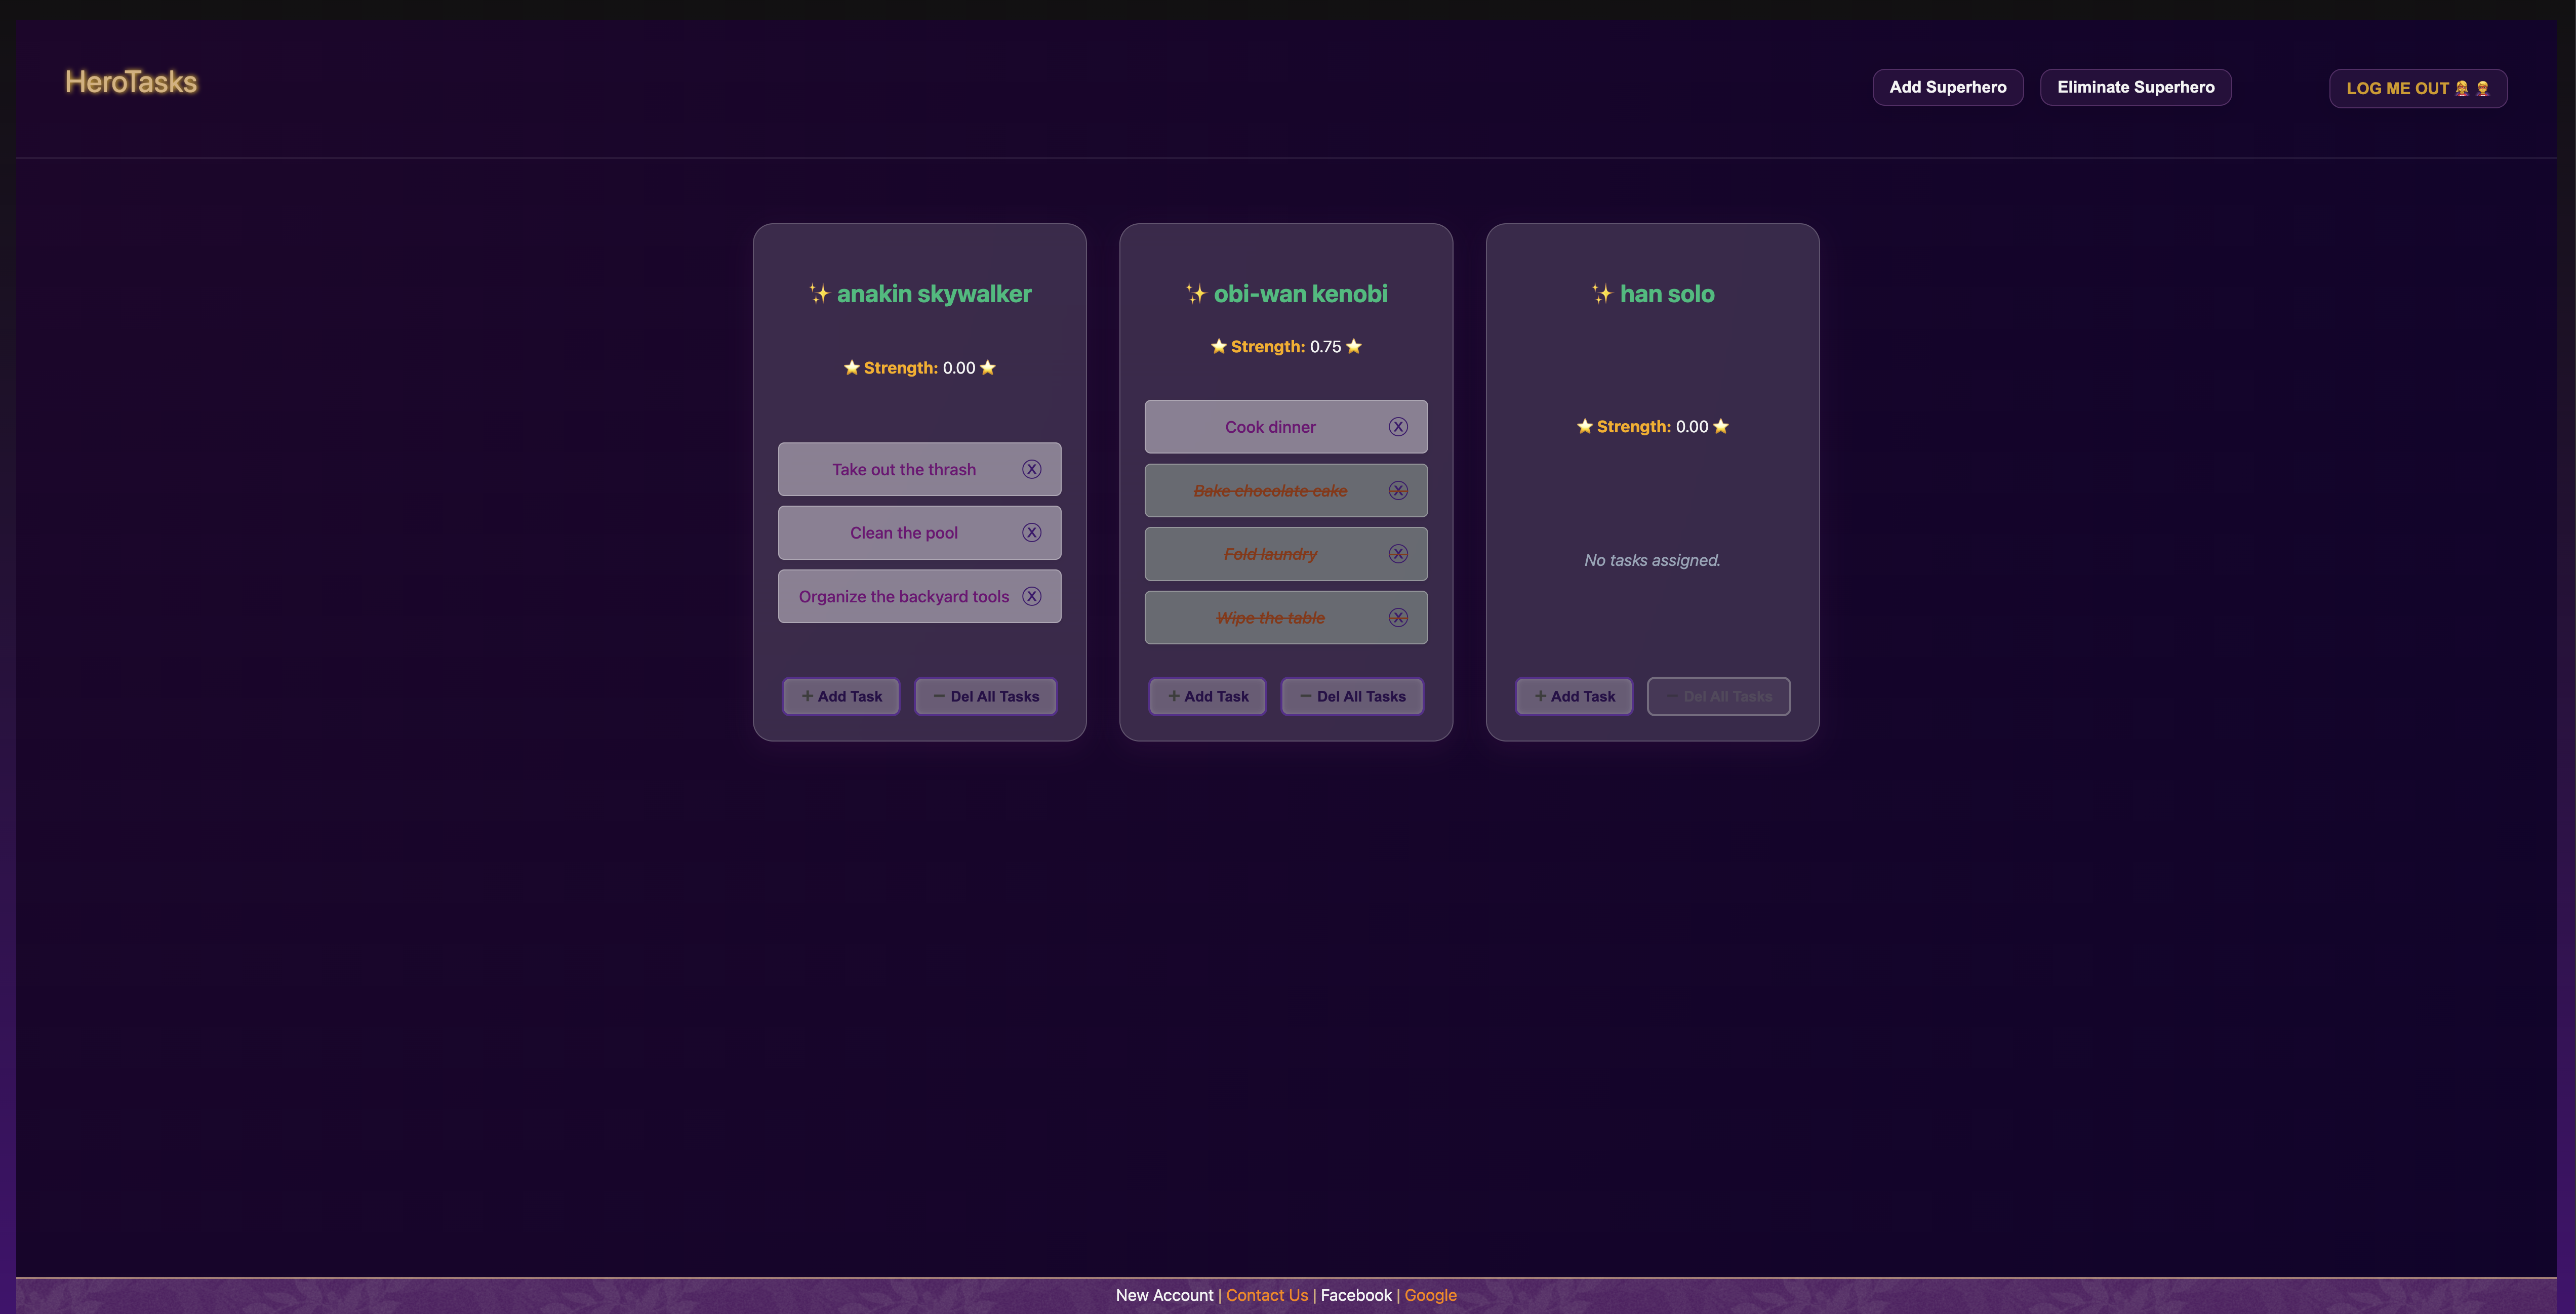 HeroTasks
Add Superhero
Eliminate Superhero
LOG ME OUT 🦸‍♀️ 🦸‍♂️
✨ anakin skywalker
⭐ Strength: 0.00 ⭐
Take out the thrash X
Clean the pool X
Organize the backyard tools X
➕ Add Task
➖ Del All Tasks
✨ obi-wan kenobi
⭐ Strength: 0.75 ⭐
Cook dinner X
Bake chocolate cake X
Fold laundry X
Wipe the table X
➕ Add Task
➖ Del All Tasks
✨ han solo
⭐ Strength: 0.00 ⭐
No tasks assigned.
➕ Add Task
➖ Del All Tasks
New Account | Contact Us | Facebook | Google